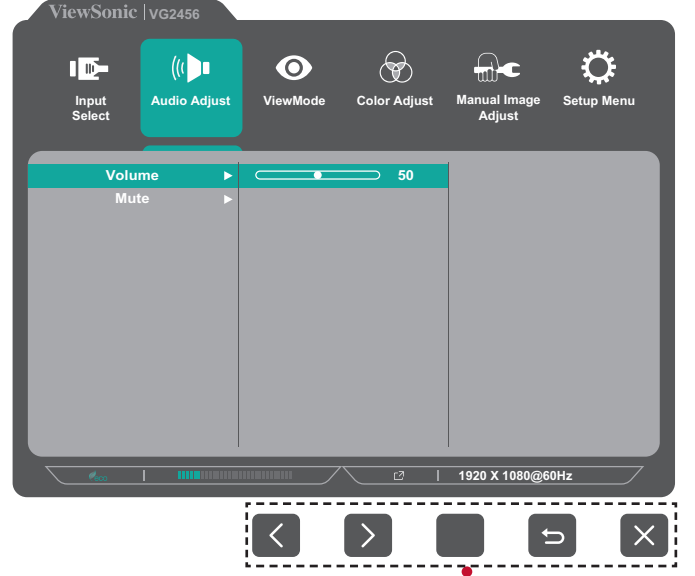 ViewSonic VG2456
Input
Select
Audio Adjust
ViewMode
Color Adjust
Manual Image
Adjust
Setup Menu
Volume 50
Mute
eco
1920 X 1080@60Hz